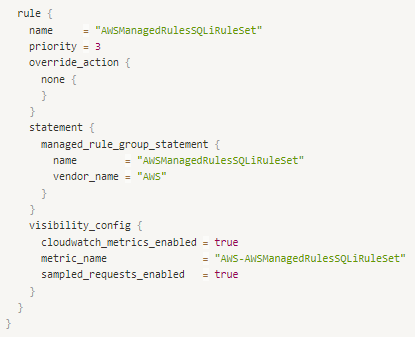 rule {
name     = "AWSManagedRulesSQLiRuleSet"
priority = 3
override_action {
none {
}
}
statement {
managed_rule_group_statement {
name        = "AWSManagedRulesSQLiRuleSet"
vendor_name = "AWS"
}
}
visibility_config {
cloudwatch_metrics_enabled = true
metric_name                = "AWS-AWSManagedRulesSQLiRuleSet"
sampled_requests_enabled   = true
}
}
}